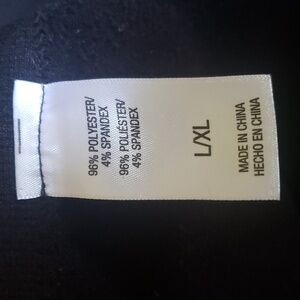 96% POLYESTER/
4% SPANDEX
96% POLIÉSTER/
4% SPANDEX
L/XL
MADE IN CHINA
HECHO EN CHINA